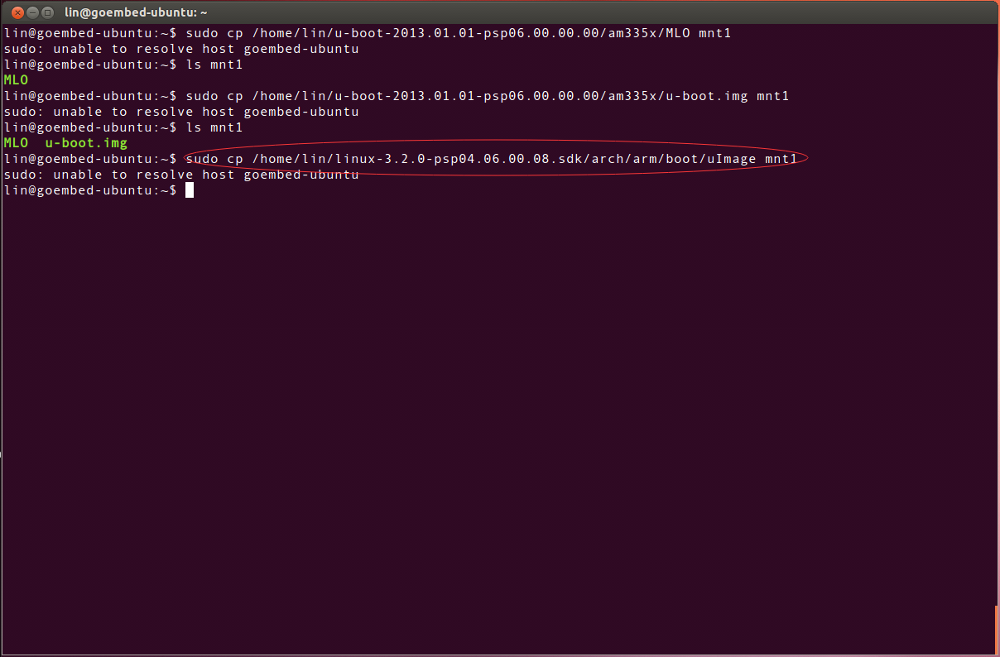 lin@goembed-ubuntu: ~
lin@goembed-ubuntu:~$ sudo cp /home/lin/u-boot-2013.01.01-psp06.00.00.00/am335x/MLO mnt1
sudo: unable to resolve host goembed-ubuntu
lin@goembed-ubuntu:~$ ls mnt1
MLO
lin@goembed-ubuntu:~$ sudo cp /home/lin/u-boot-2013.01.01-psp06.00.00.00/am335x/u-boot.img mnt1
sudo: unable to resolve host goembed-ubuntu
lin@goembed-ubuntu:~$ ls mnt1
MLO  u-boot.img
lin@goembed-ubuntu:~$ sudo cp /home/lin/linux-3.2.0-psp04.06.00.08.sdk/arch/arm/boot/uImage mnt1
sudo: unable to resolve host goembed-ubuntu
lin@goembed-ubuntu:~$